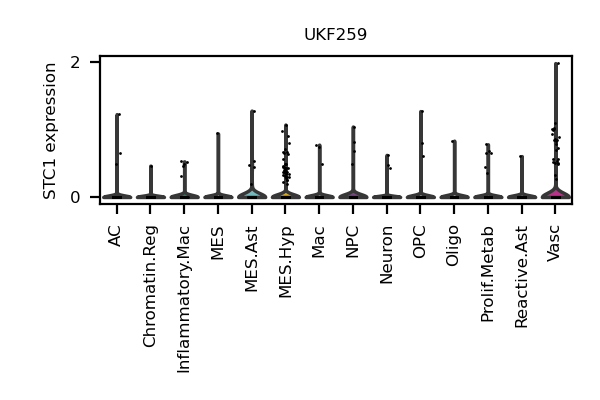 UKF259
STC1 expression
2
0
AC
Chromatin.Reg
Inflammatory.Mac
MES
MES.Ast
MES.Hyp
Mac
NPC
Neuron
OPC
Oligo
Prolif.Metab
Reactive.Ast
Vasc